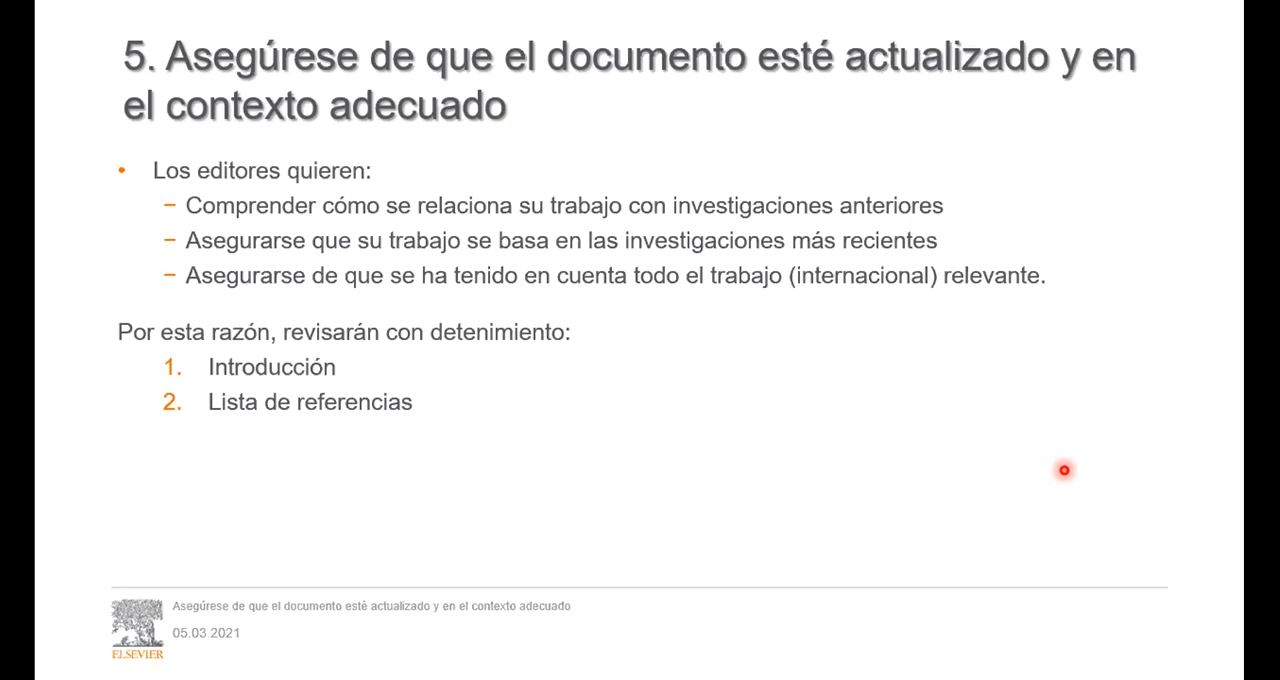 5. Asegúrese de que el documento esté actualizado y en
el contexto adecuado
• Los editores quieren:
− Comprender cómo se relaciona su trabajo con investigaciones anteriores
− Asegurarse que su trabajo se basa en las investigaciones más recientes
− Asegurarse de que se ha tenido en cuenta todo el trabajo (internacional) relevante.
Por esta razón, revisarán con detenimiento:
1. Introducción
2. Lista de referencias
Asegúrese de que el documento esté actualizado y en el contexto adecuado
05.03.2021
ELSEVIER